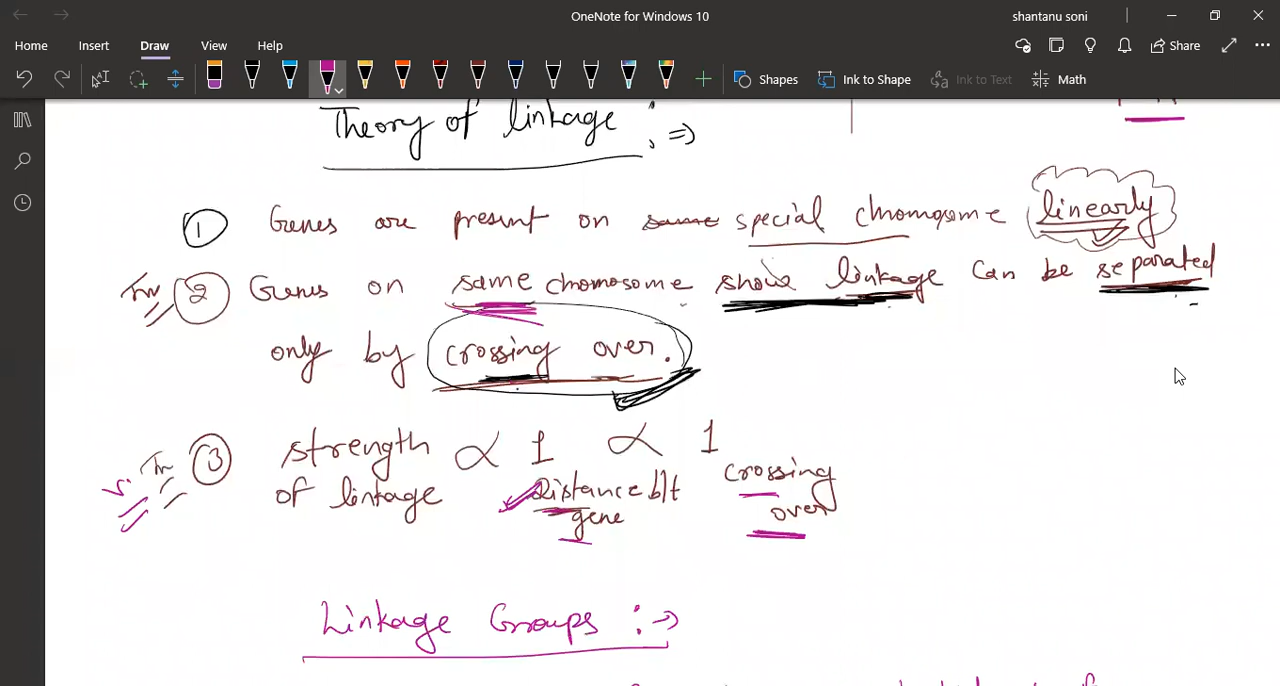 OneNote for Windows 10
shantanu soni
Home Insert Draw View Help
Share
Shapes
Ink to Shape
Ink to Text
Math
Theory of linkage :⇒
① Genes are present on same special chromosome linearly
② Genes on same chomosome show linkage can be separated
only by crossing over.
③ strength ∝ 1 ∝ 1
of lintage Distance b/t gene crossing over
Linkage Groups :→